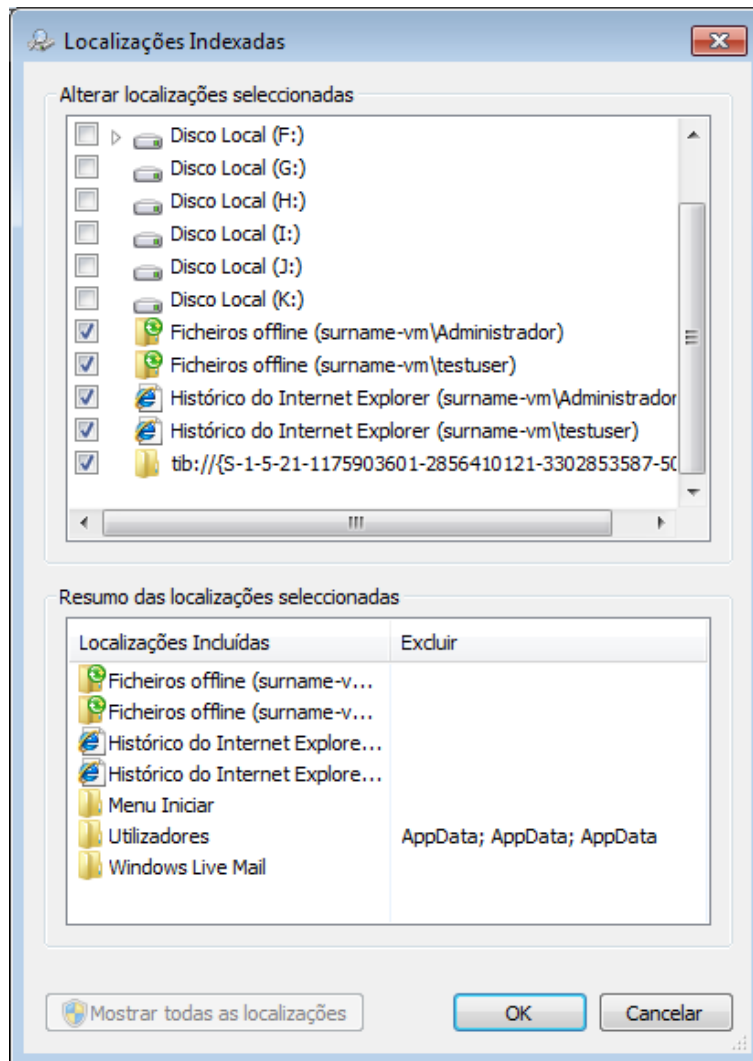 Localizações Indexadas
Alterar localizações seleccionadas
Disco Local (F:)
Disco Local (G:)
Disco Local (H:)
Disco Local (I:)
Disco Local (J:)
Disco Local (K:)
Ficheiros offline (surname-vm\Administrador)
Ficheiros offline (surname-vm\testuser)
Histórico do Internet Explorer (surname-vm\Administrador
Histórico do Internet Explorer (surname-vm\testuser)
tib://{S-1-5-21-1175903601-2856410121-3302853587-50
Resumo das localizações seleccionadas
Localizações Incluídas Excluir
Ficheiros offline (surname-v...
Ficheiros offline (surname-v...
Histórico do Internet Explore...
Histórico do Internet Explore...
Menu Iniciar
Utilizadores AppData; AppData; AppData
Windows Live Mail
Mostrar todas as localizações OK Cancelar